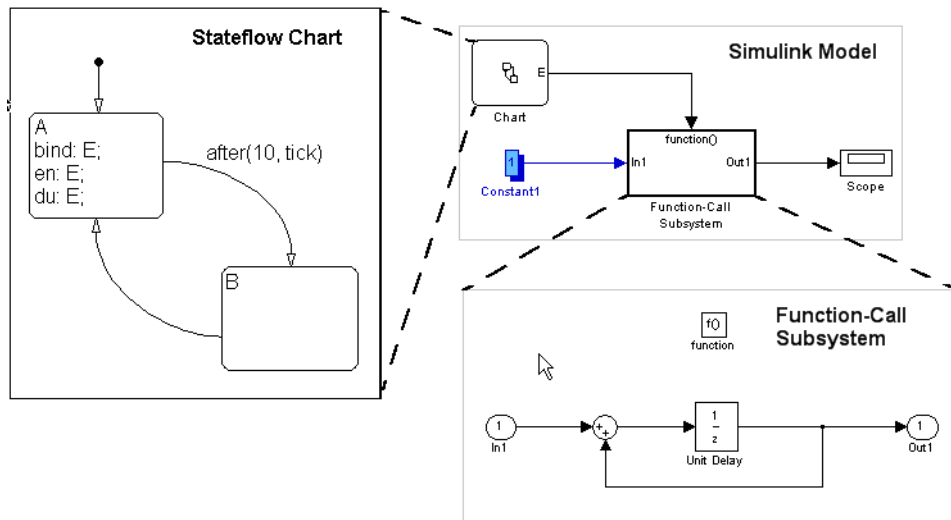 Stateflow Chart
A
bind: E;
en: E;
du: E;
after(10, tick)
B
Simulink Model
E
Chart
function()
1
In1
Out1
Constant1
Scope
Function-Call
Subsystem
Function-Call
Subsystem
f()
function
1
In1
+
+
1
z
Unit Delay
1
Out1